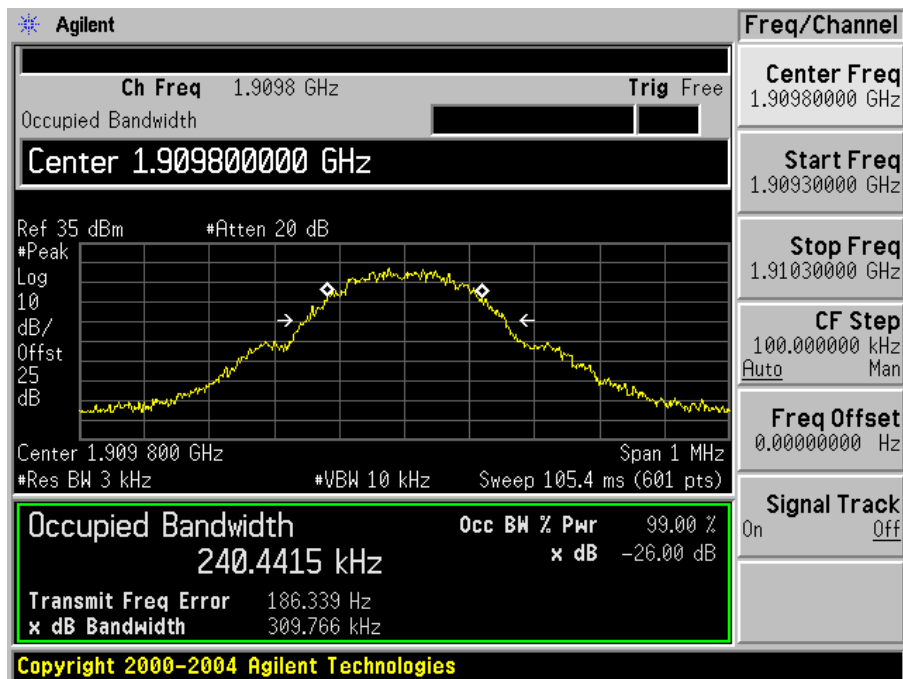 Agilent
Freq/Channel
Ch Freq 1.9098 GHz Trig Free
Occupied Bandwidth
Center 1.909800000 GHz
Ref 35 dBm #Atten 20 dB
#Peak
Log
10
dB/
Offst
25
dB
Center 1.909 800 GHz Span 1 MHz
#Res BW 3 kHz #VBW 10 kHz Sweep 105.4 ms (601 pts)
Occupied Bandwidth Occ BW % Pwr 99.00 %
240.4415 kHz x dB -26.00 dB
Transmit Freq Error 186.339 Hz
x dB Bandwidth 309.766 kHz
Copyright 2000-2004 Agilent Technologies
Center Freq
1.90980000 GHz
Start Freq
1.90930000 GHz
Stop Freq
1.91030000 GHz
CF Step
100.000000 kHz
Auto Man
Freq Offset
0.00000000 Hz
Signal Track
On Off